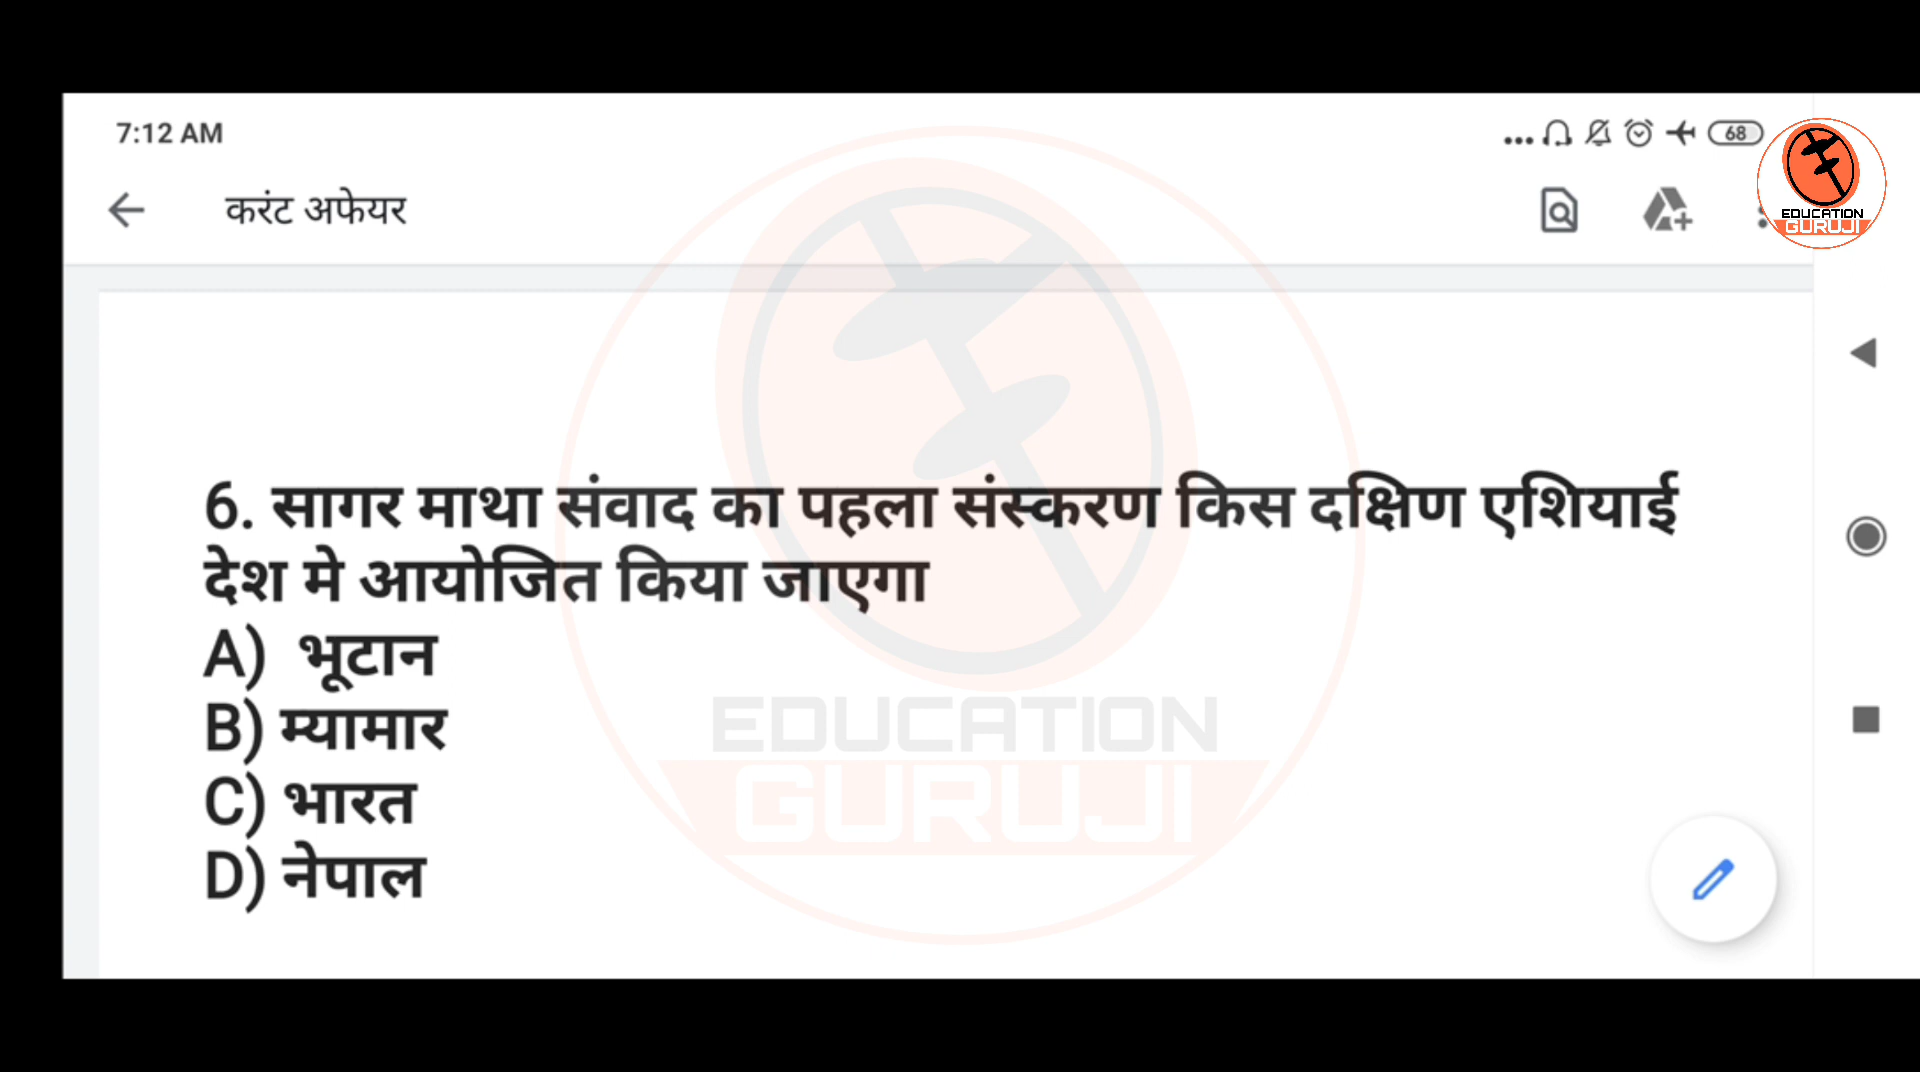 7:12 AM
68
करंट अफेयर
EDUCATION
GURUJI
6. सागर माथा संवाद का पहला संस्करण किस दक्षिण एशियाई
देश मे आयोजित किया जाएगा
A) भूटान
B) म्यामार
C) भारत
D) नेपाल
EDUCATION
GURUJI